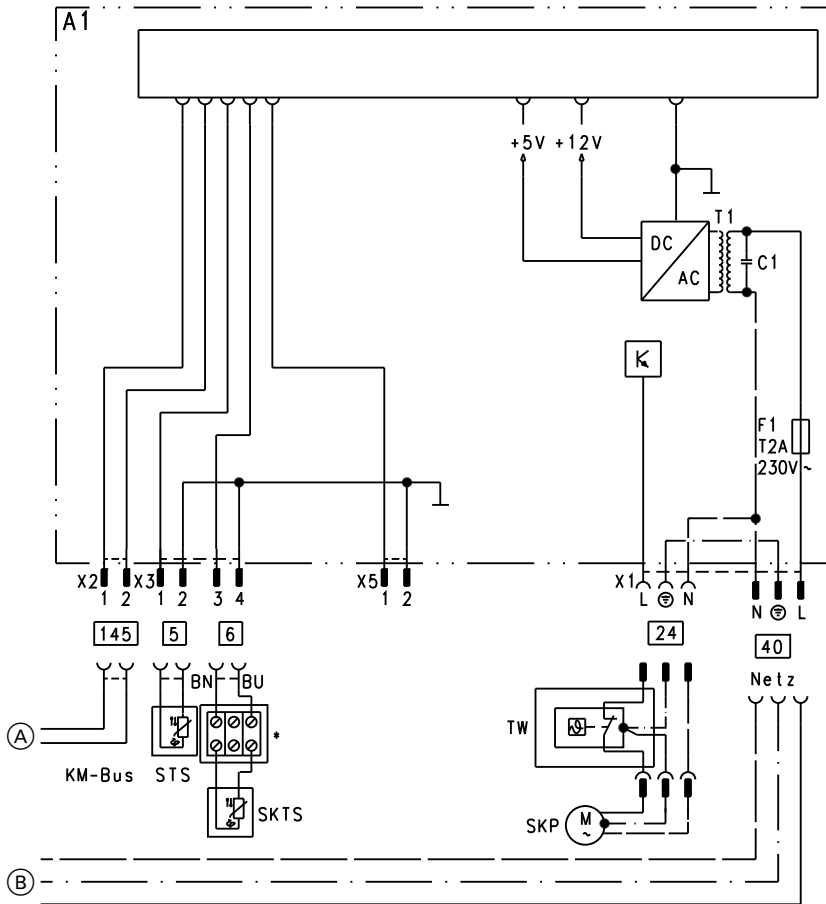 A1
+5V +12V
T1
DC
AC
C1
F1
T2A
230V~
X2 X3 X5 X1
1 2 1 2 3 4 1 2 L N N L
145 5 6 24 40
Netz
BN BU
TW
A
*
KM-Bus STS
SKTS
SKP
M
~
B